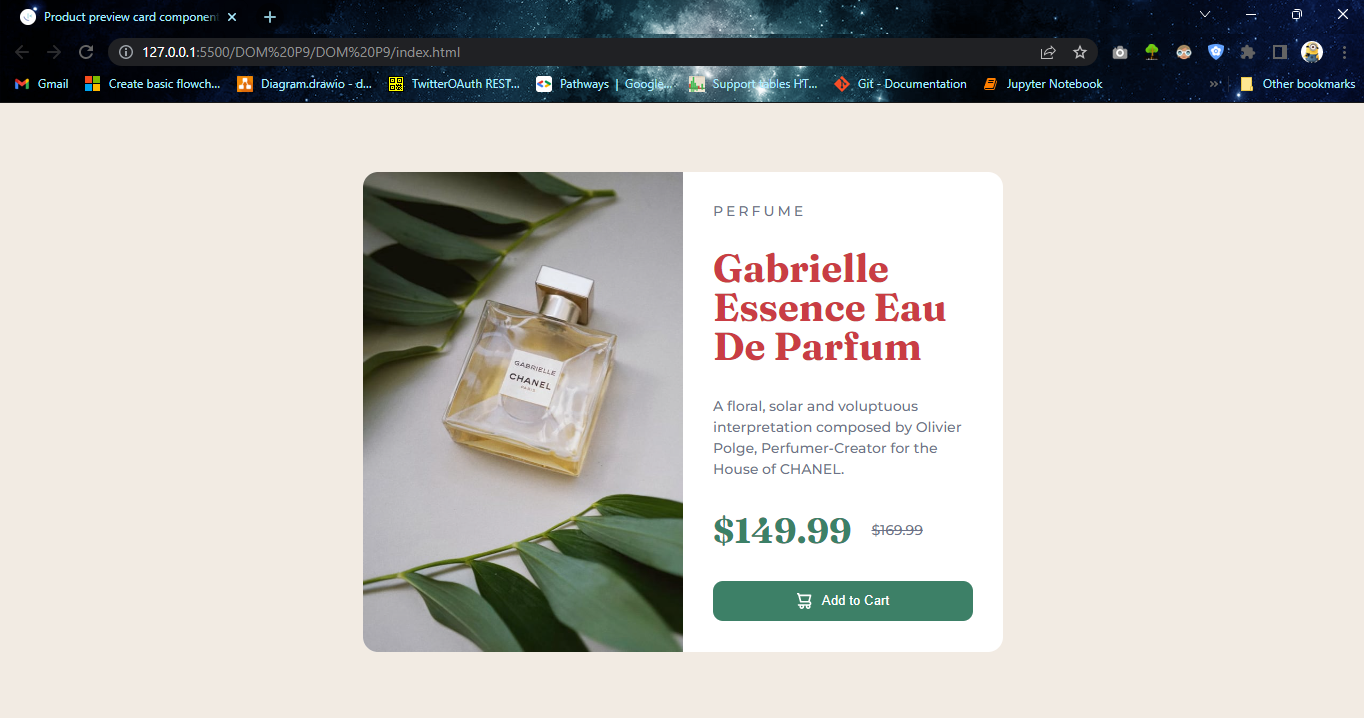 Product preview card componen
127.0.0.1:5500/DOM%20P9/DOM%20P9/index.html
Gmail
Create basic flowch...
Diagram.drawio - d...
TwitterOAuth REST...
Pathways | Google...
Support tables HT...
Git - Documentation
Jupyter Notebook
Other bookmarks
PERFUME
Gabrielle
Essence Eau
De Parfum
GABRIELLE
CHANEL
PARIS
A floral, solar and voluptuous
interpretation composed by Olivier
Polge, Perfumer-Creator for the
House of CHANEL.
$149.99 $169.99
Add to Cart